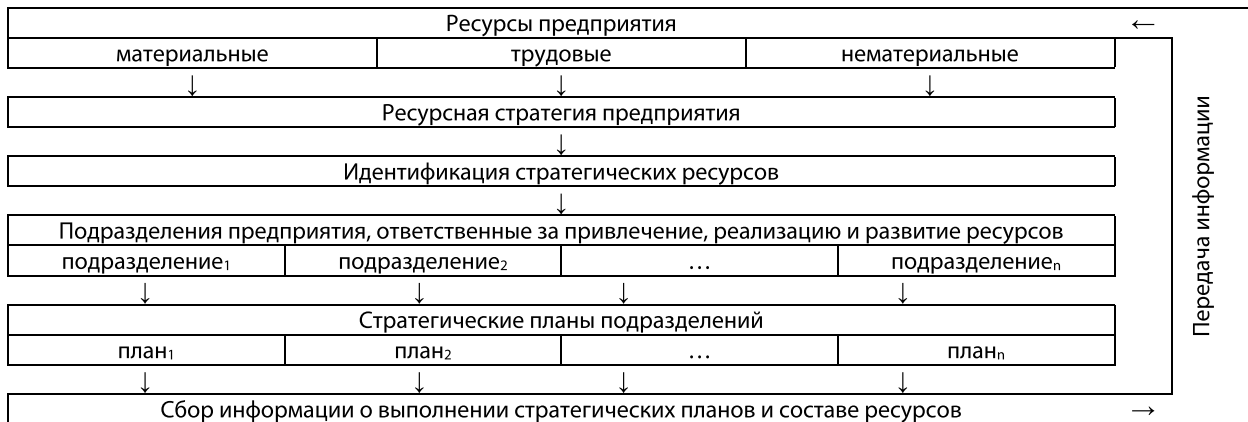 Ресурсы предприятия ←
материальные трудовые нематериальные
↓ ↓ ↓
Ресурсная стратегия предприятия
↓
Идентификация стратегических ресурсов
↓
Подразделения предприятия, ответственные за привлечение, реализацию и развитие ресурсов
подразделение₁ подразделение₂ … подразделениеₙ
↓ ↓ ↓ ↓
Стратегические планы подразделений
план₁ план₂ … планₙ
↓ ↓ ↓ ↓
Сбор информации о выполнении стратегических планов и составе ресурсов →
Передача информации